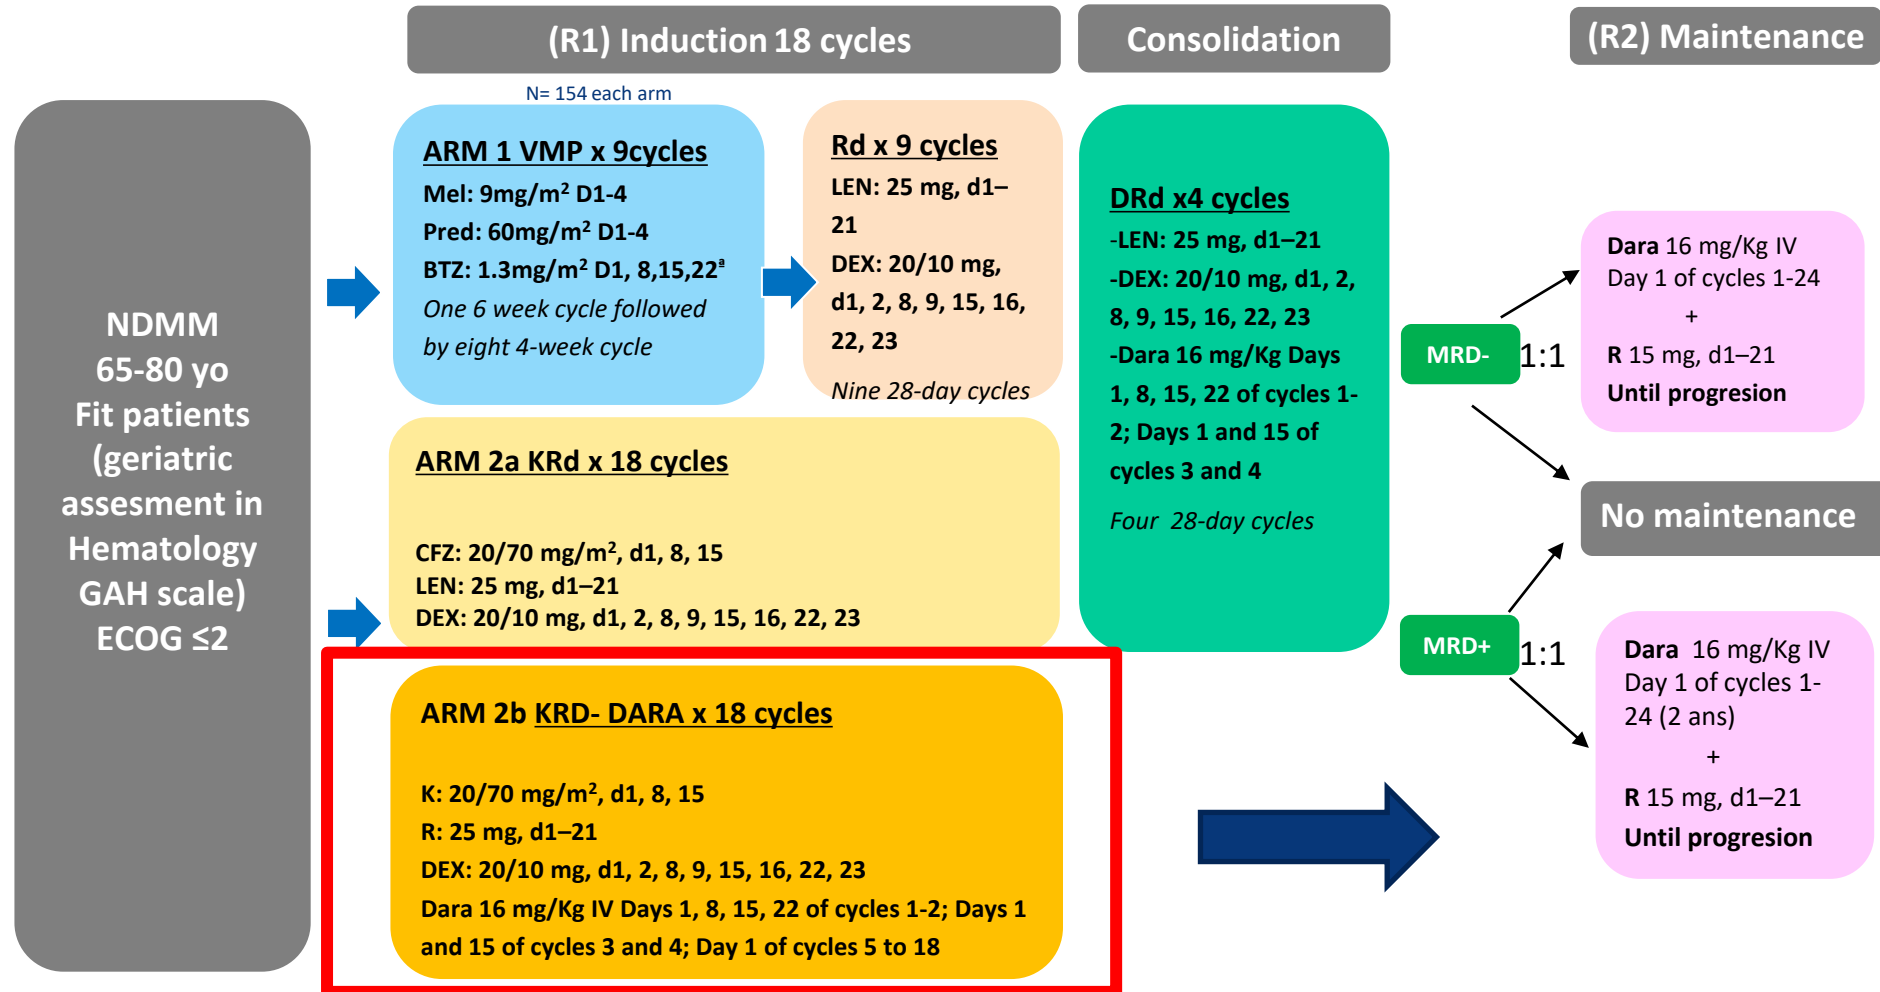 (R1) Induction 18 cycles
Consolidation
(R2) Maintenance
N= 154 each arm
NDMM
65-80 yo
Fit patients
(geriatric
assesment in
Hematology
GAH scale)
ECOG ≤2
ARM 1 VMP x 9cycles
Mel: 9mg/m² D1-4
Pred: 60mg/m² D1-4
BTZ: 1.3mg/m² D1, 8,15,22ª
One 6 week cycle followed
by eight 4-week cycle
Rd x 9 cycles
LEN: 25 mg, d1–
21
DEX: 20/10 mg,
d1, 2, 8, 9, 15, 16,
22, 23
Nine 28-day cycles
ARM 2a KRd x 18 cycles
CFZ: 20/70 mg/m², d1, 8, 15
LEN: 25 mg, d1–21
DEX: 20/10 mg, d1, 2, 8, 9, 15, 16, 22, 23
ARM 2b KRD- DARA x 18 cycles
K: 20/70 mg/m², d1, 8, 15
R: 25 mg, d1–21
DEX: 20/10 mg, d1, 2, 8, 9, 15, 16, 22, 23
Dara 16 mg/Kg IV Days 1, 8, 15, 22 of cycles 1-2; Days 1
and 15 of cycles 3 and 4; Day 1 of cycles 5 to 18
DRd x4 cycles
-LEN: 25 mg, d1–21
-DEX: 20/10 mg, d1, 2,
8, 9, 15, 16, 22, 23
-Dara 16 mg/Kg Days
1, 8, 15, 22 of cycles 1-
2; Days 1 and 15 of
cycles 3 and 4
Four 28-day cycles
MRD- 1:1
Dara 16 mg/Kg IV
Day 1 of cycles 1-24
+
R 15 mg, d1–21
Until progresion
No maintenance
MRD+ 1:1
Dara 16 mg/Kg IV
Day 1 of cycles 1-
24 (2 ans)
+
R 15 mg, d1–21
Until progresion